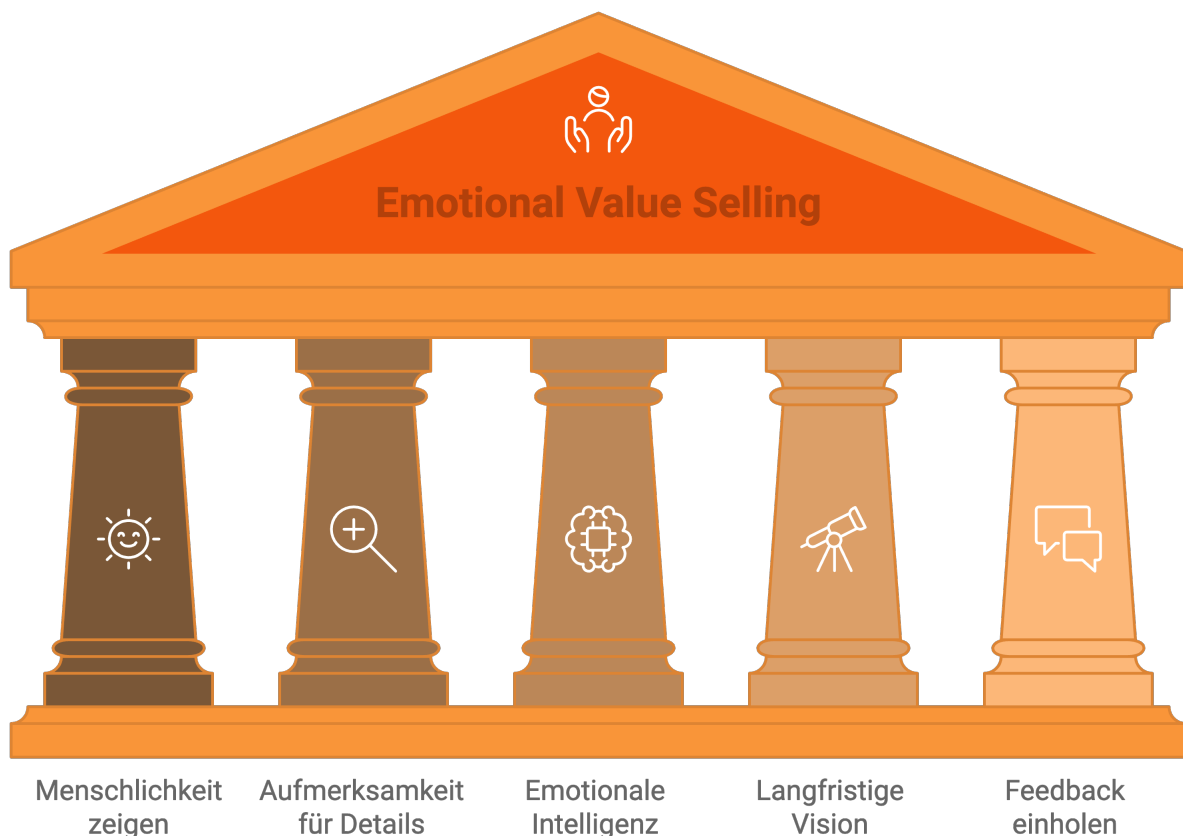 Emotional Value Selling
Menschlichkeit
zeigen
Aufmerksamkeit
für Details
Emotionale
Intelligenz
Langfristige
Vision
Feedback
einholen